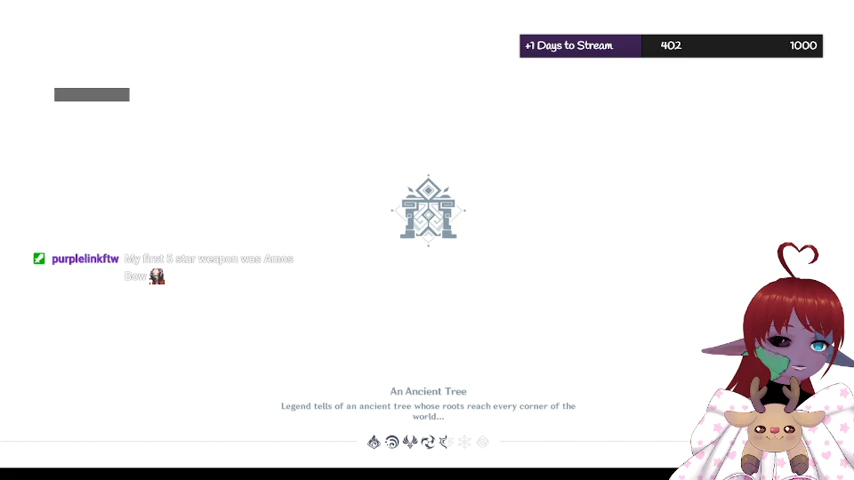 +1 Days to Stream 402 1000
purplelinkftw My first 5 star weapon was Amos
Bow
An Ancient Tree
Legend tells of an ancient tree whose roots reach every corner of the
world...